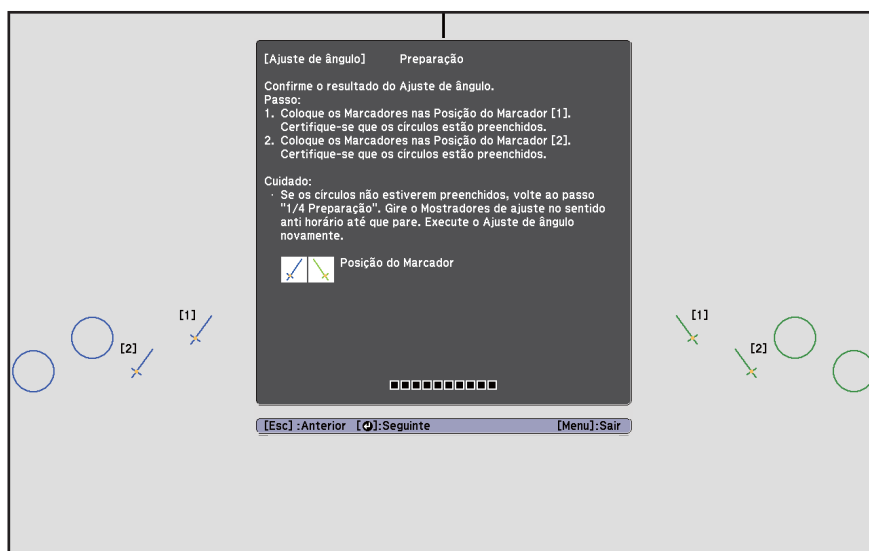 [Ajuste de ângulo] Preparação
Confirme o resultado do Ajuste de ângulo.
Passo:
1. Coloque os Marcadores nas Posição do Marcador [1].
Certifique-se que os círculos estão preenchidos.
2. Coloque os Marcadores nas Posição do Marcador [2].
Certifique-se que os círculos estão preenchidos.
Cuidado:
· Se os círculos não estiverem preenchidos, volte ao passo
"1/4 Preparação". Gire o Mostradores de ajuste no sentido
anti horário até que pare. Execute o Ajuste de ângulo
novamente.
Posição do Marcador
[1]
[2]
[1]
[2]
[Esc] :Anterior [↵]:Seguinte [Menu]:Sair